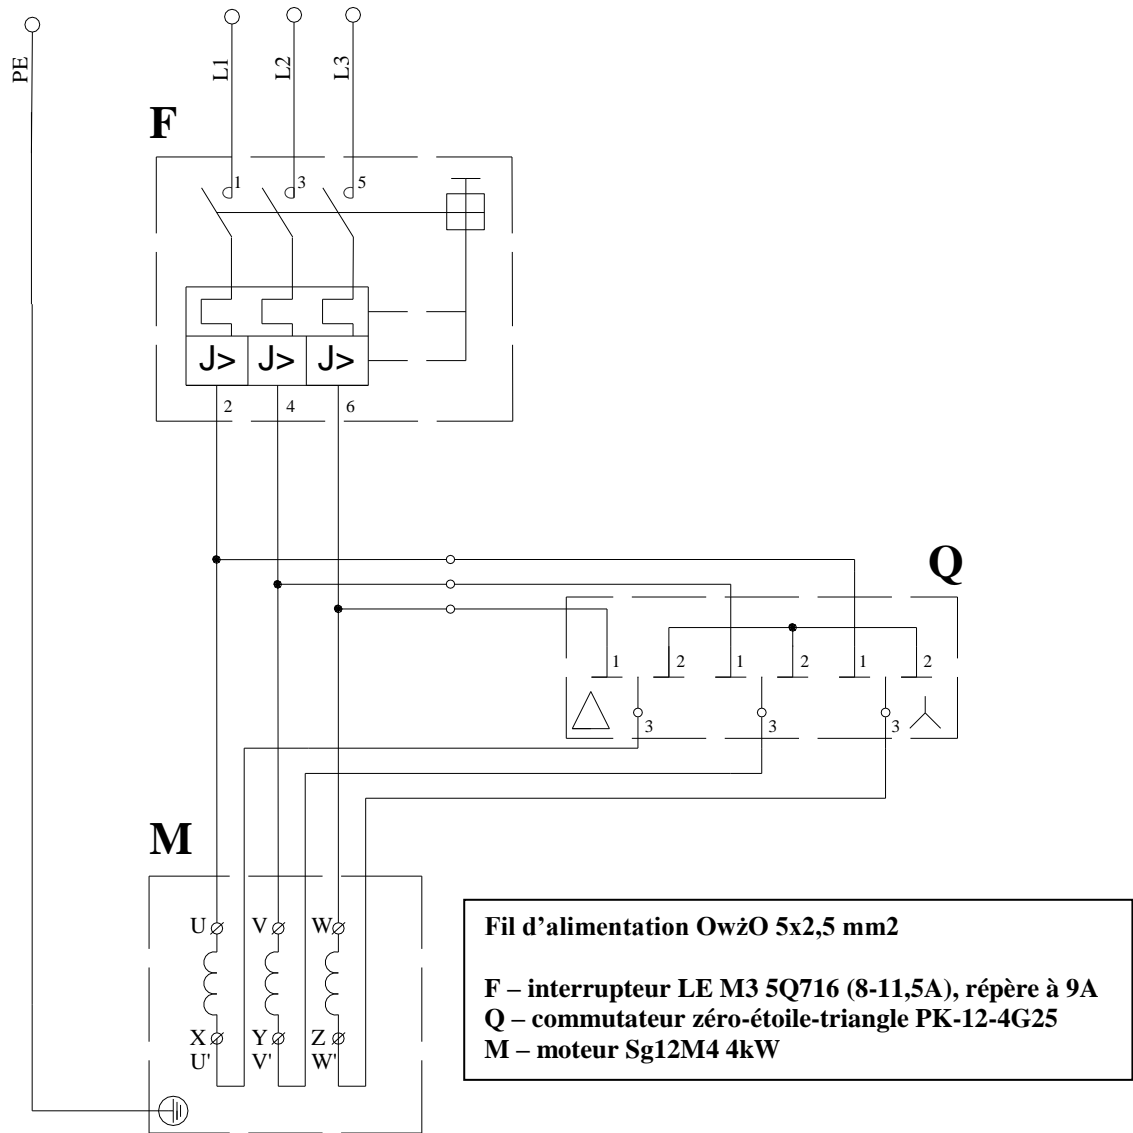 PE
L1
L2
L3
F
1
3
5
J>
J>
J>
2
4
6
Q
1
2
1
2
1
2
3
3
3
M
U
V
W
X
Y
Z
U'
V'
W'
Fil d'alimentation OwżO 5x2,5 mm2
F – interrupteur LE M3 5Q716 (8-11,5A), répère à 9A
Q – commutateur zéro-étoile-triangle PK-12-4G25
M – moteur Sg12M4 4kW